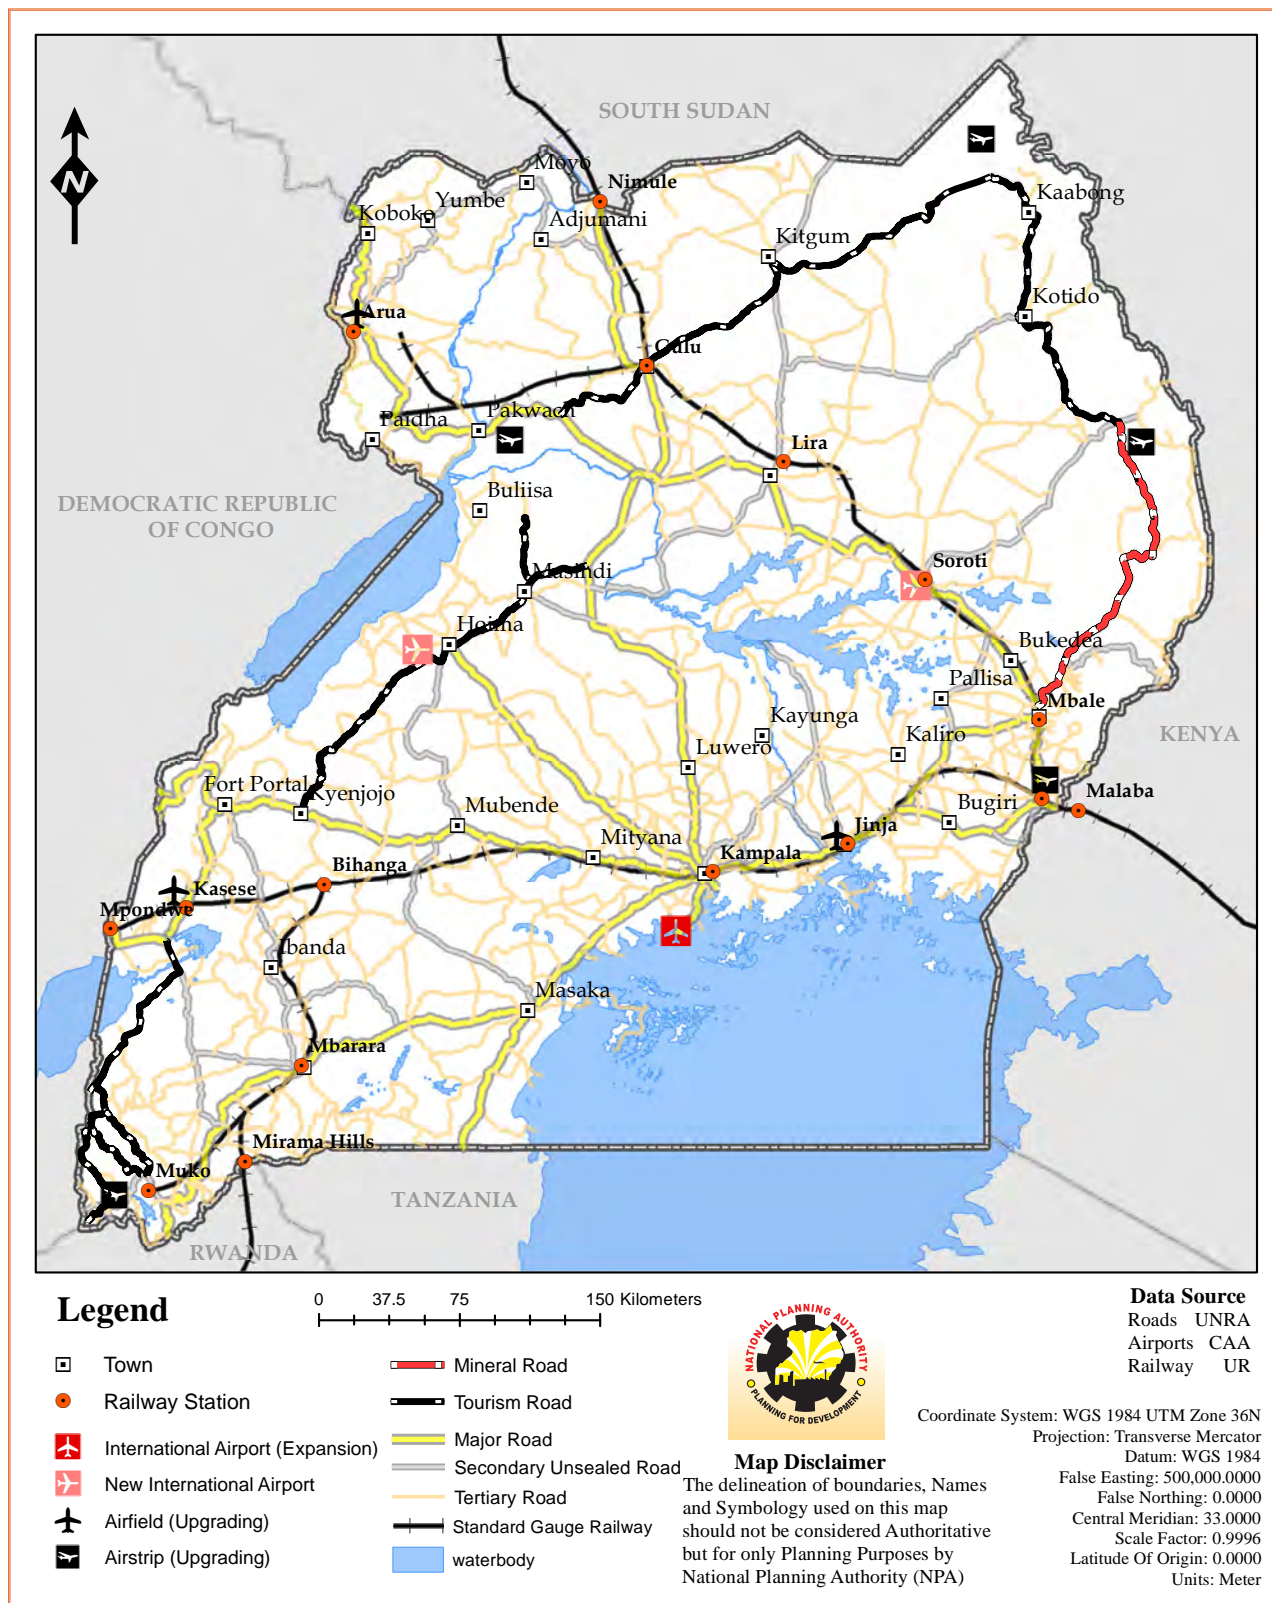 SOUTH SUDAN
N
Moyo
Nimule
Yumbe
Koboko
Adjumani
Kaabong
Kitgum
Kotido
Arua
Gulu
Paidha
Pakwach
Lira
Buliisa
DEMOCRATIC REPUBLIC
OF CONGO
Soroti
Masindi
Hoima
Bukedea
Pallisa
Mbale
Kayunga
Kaliro
Luwero
KENYA
Fort Portal
Kyenjojo
Mubende
Bugiri
Malaba
Mityana
Jinja
Kampala
Bihanga
Kasese
Mpondwe
Ibanda
Masaka
Mbarara
Mirama Hills
Muko
TANZANIA
RWANDA
Legend
0 37.5 75 150 Kilometers
Town
Railway Station
International Airport (Expansion)
New International Airport
Airfield (Upgrading)
Airstrip (Upgrading)
Mineral Road
Tourism Road
Major Road
Secondary Unsealed Road
Tertiary Road
Standard Gauge Railway
waterbody
NATIONAL PLANNING AUTHORITY
PLANNING FOR DEVELOPMENT
Map Disclaimer
The delineation of boundaries, Names
and Symbology used on this map
should not be considered Authoritative
but for only Planning Purposes by
National Planning Authority (NPA)
Data Source
Roads UNRA
Airports CAA
Railway UR
Coordinate System: WGS 1984 UTM Zone 36N
Projection: Transverse Mercator
Datum: WGS 1984
False Easting: 500,000.0000
False Northing: 0.0000
Central Meridian: 33.0000
Scale Factor: 0.9996
Latitude Of Origin: 0.0000
Units: Meter